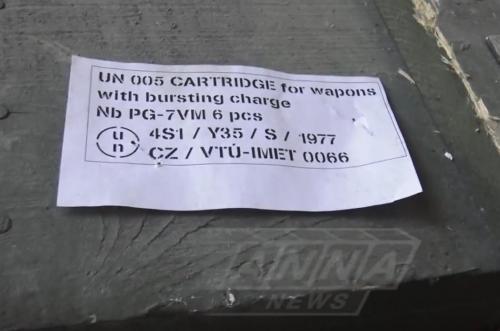 UN 005 CARTRIDGE for wapons
with bursting charge
Nb PG-7VM 6 pcs
u n 4S1 / Y35 / S / 1977
CZ / VTÚ-IMET 0066
ANNA
NEWS